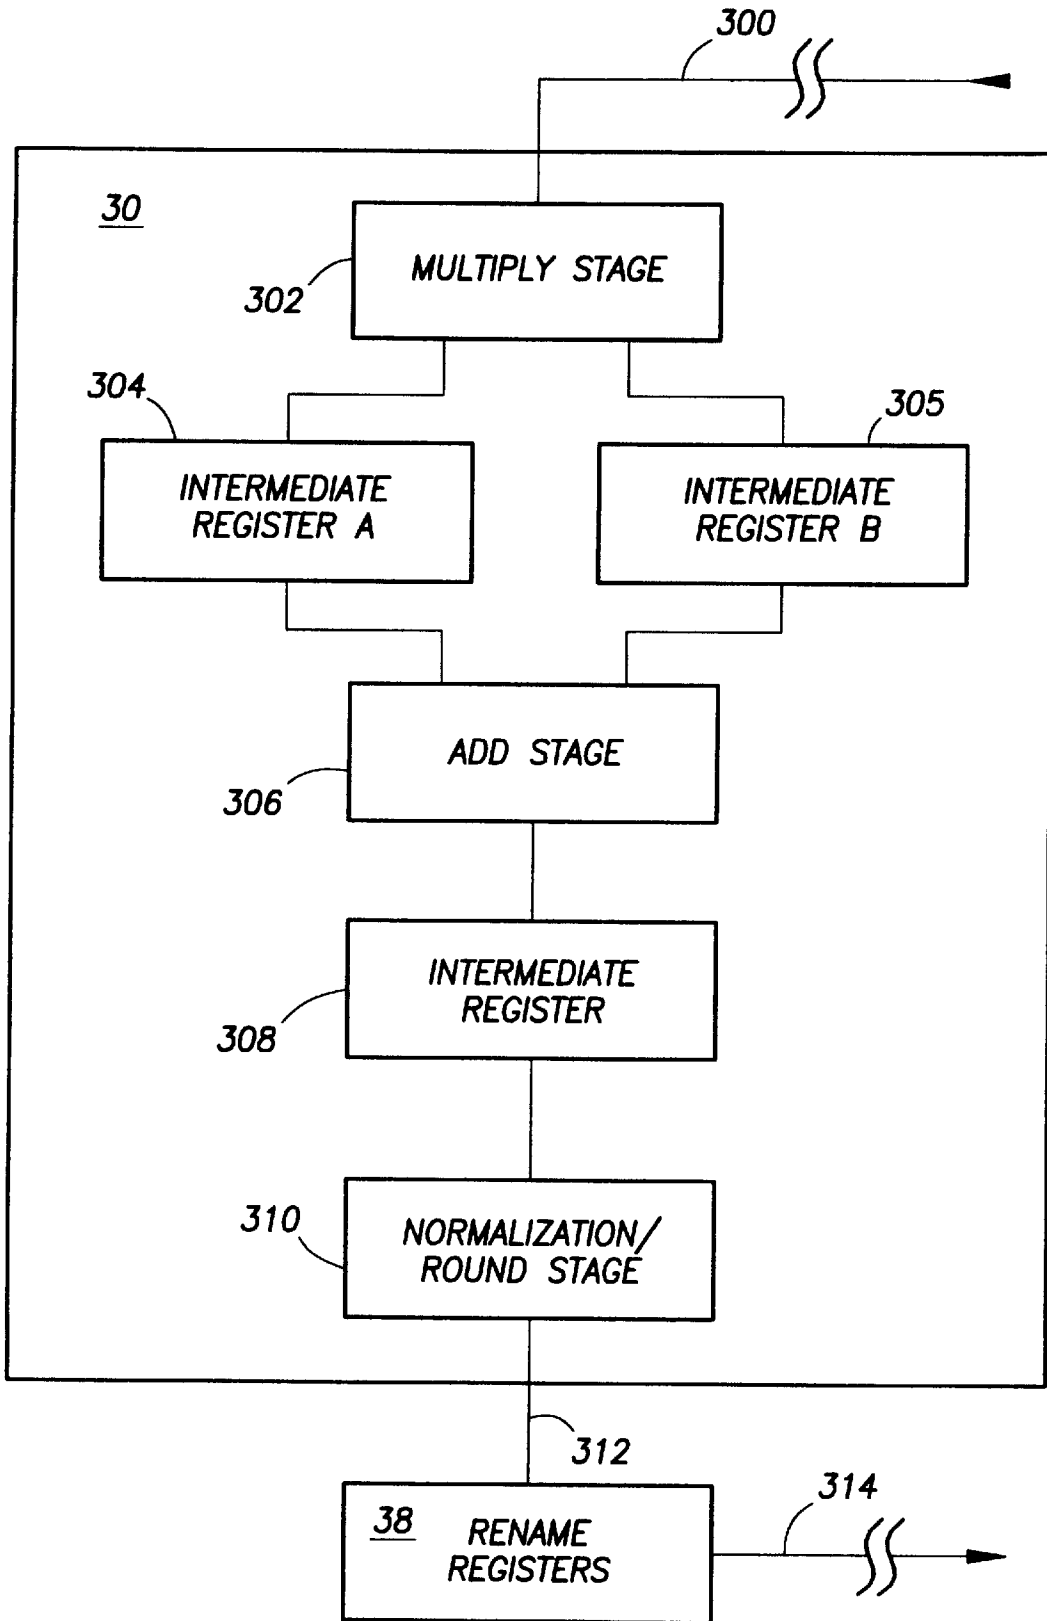 300
30
MULTIPLY STAGE
302
304
305
INTERMEDIATE
REGISTER A
INTERMEDIATE
REGISTER B
ADD STAGE
306
INTERMEDIATE
REGISTER
308
310
NORMALIZATION/
ROUND STAGE
312
38
RENAME
REGISTERS
314